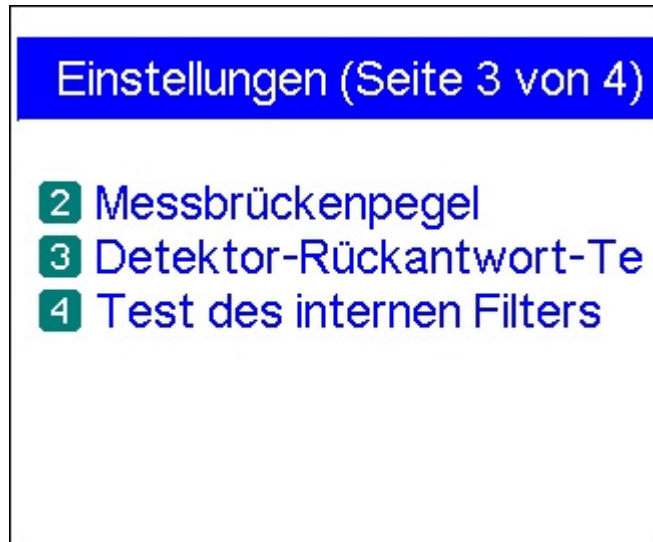 Einstellungen (Seite 3 von 4)
2 Messbrückenpegel
3 Detektor-Rückantwort-Te
4 Test des internen Filters